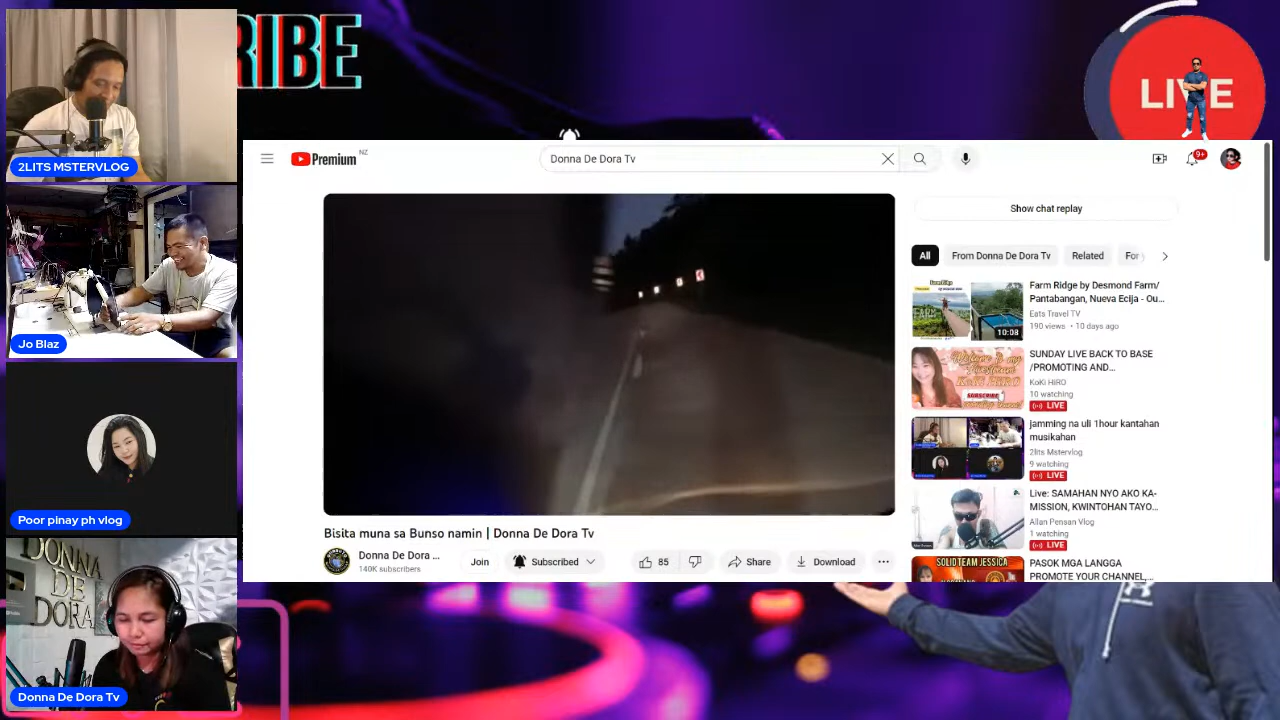 RIBE
LIVE
2LITS MSTERVLOG
Jo Blaz
Poor pinay ph vlog
DONNA
DE
DORA
Donna De Dora Tv
Premium NZ
Donna De Dora Tv
9+
Show chat replay
All
From Donna De Dora Tv
Related
For
Farm Ridge by Desmond Farm/
Pantabangan, Nueva Ecija - Ou...
Eats Travel TV
190 views • 10 days ago
10:08
SUNDAY LIVE BACK TO BASE
/PROMOTING AND...
KoKi HiRO
10 watching
LIVE
SUBSCRIBE
jamming na uli 1hour kantahan
musikahan
2lits Mstervlog
9 watching
LIVE
Live: SAMAHAN NYO AKO KA-
MISSION, KWINTOHAN TAYO...
Allan Pensan Vlog
1 watching
LIVE
SOLID TEAM JESSICA
PASOK MGA LANGGA
PROMOTE YOUR CHANNEL,...
Bisita muna sa Bunso namin | Donna De Dora Tv
Donna De Dora ...
140K subscribers
Join
Subscribed
85
Share
Download